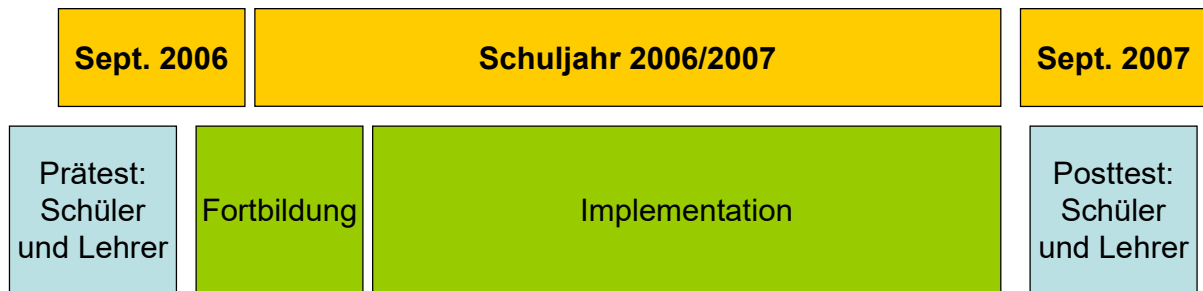 Sept. 2006
Schuljahr 2006/2007
Sept. 2007
Prätest:
Schüler
und Lehrer
Fortbildung
Implementation
Posttest:
Schüler
und Lehrer